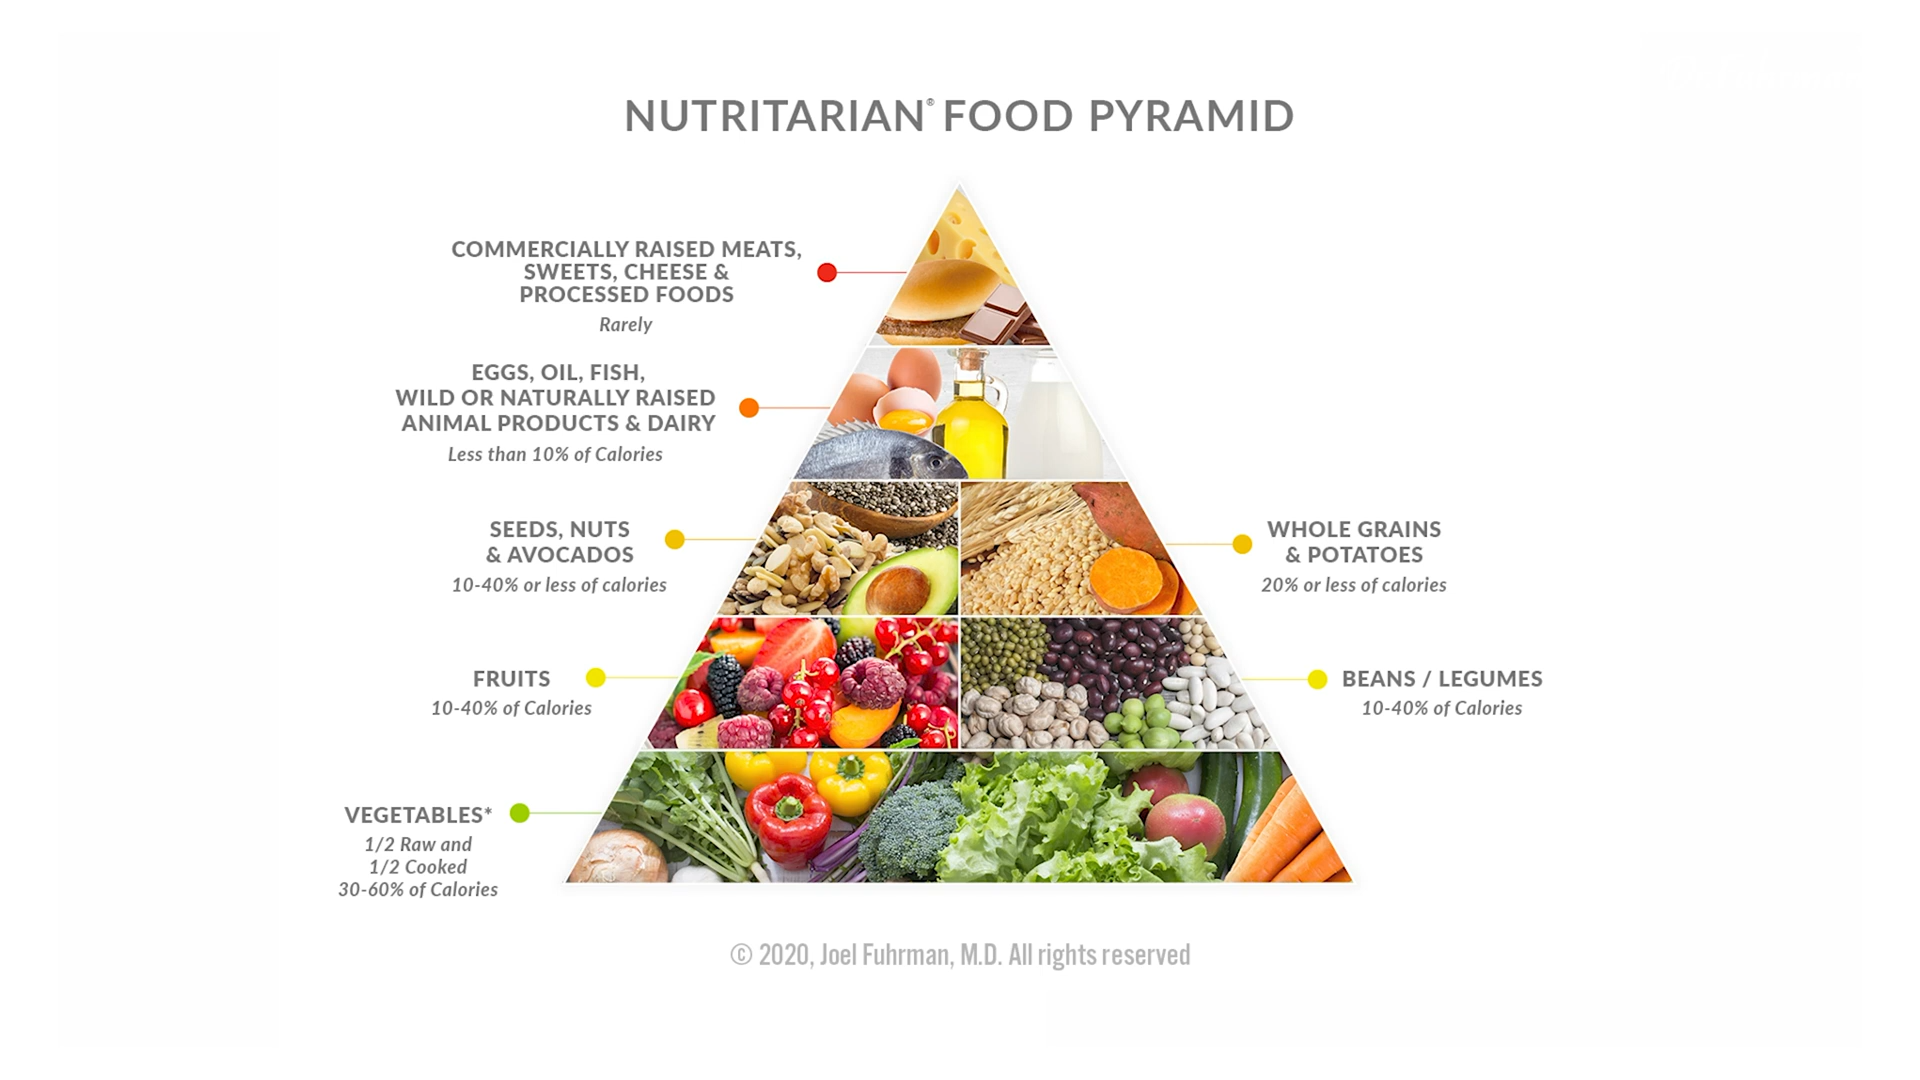 NUTRITARIAN® FOOD PYRAMID
COMMERCIALLY RAISED MEATS,
SWEETS, CHEESE &
PROCESSED FOODS
Rarely
EGGS, OIL, FISH,
WILD OR NATURALLY RAISED
ANIMAL PRODUCTS & DAIRY
Less than 10% of Calories
SEEDS, NUTS
& AVOCADOS
10-40% or less of calories
WHOLE GRAINS
& POTATOES
20% or less of calories
FRUITS
10-40% of Calories
BEANS / LEGUMES
10-40% of Calories
VEGETABLES*
1/2 Raw and
1/2 Cooked
30-60% of Calories
© 2020, Joel Fuhrman, M.D. All rights reserved